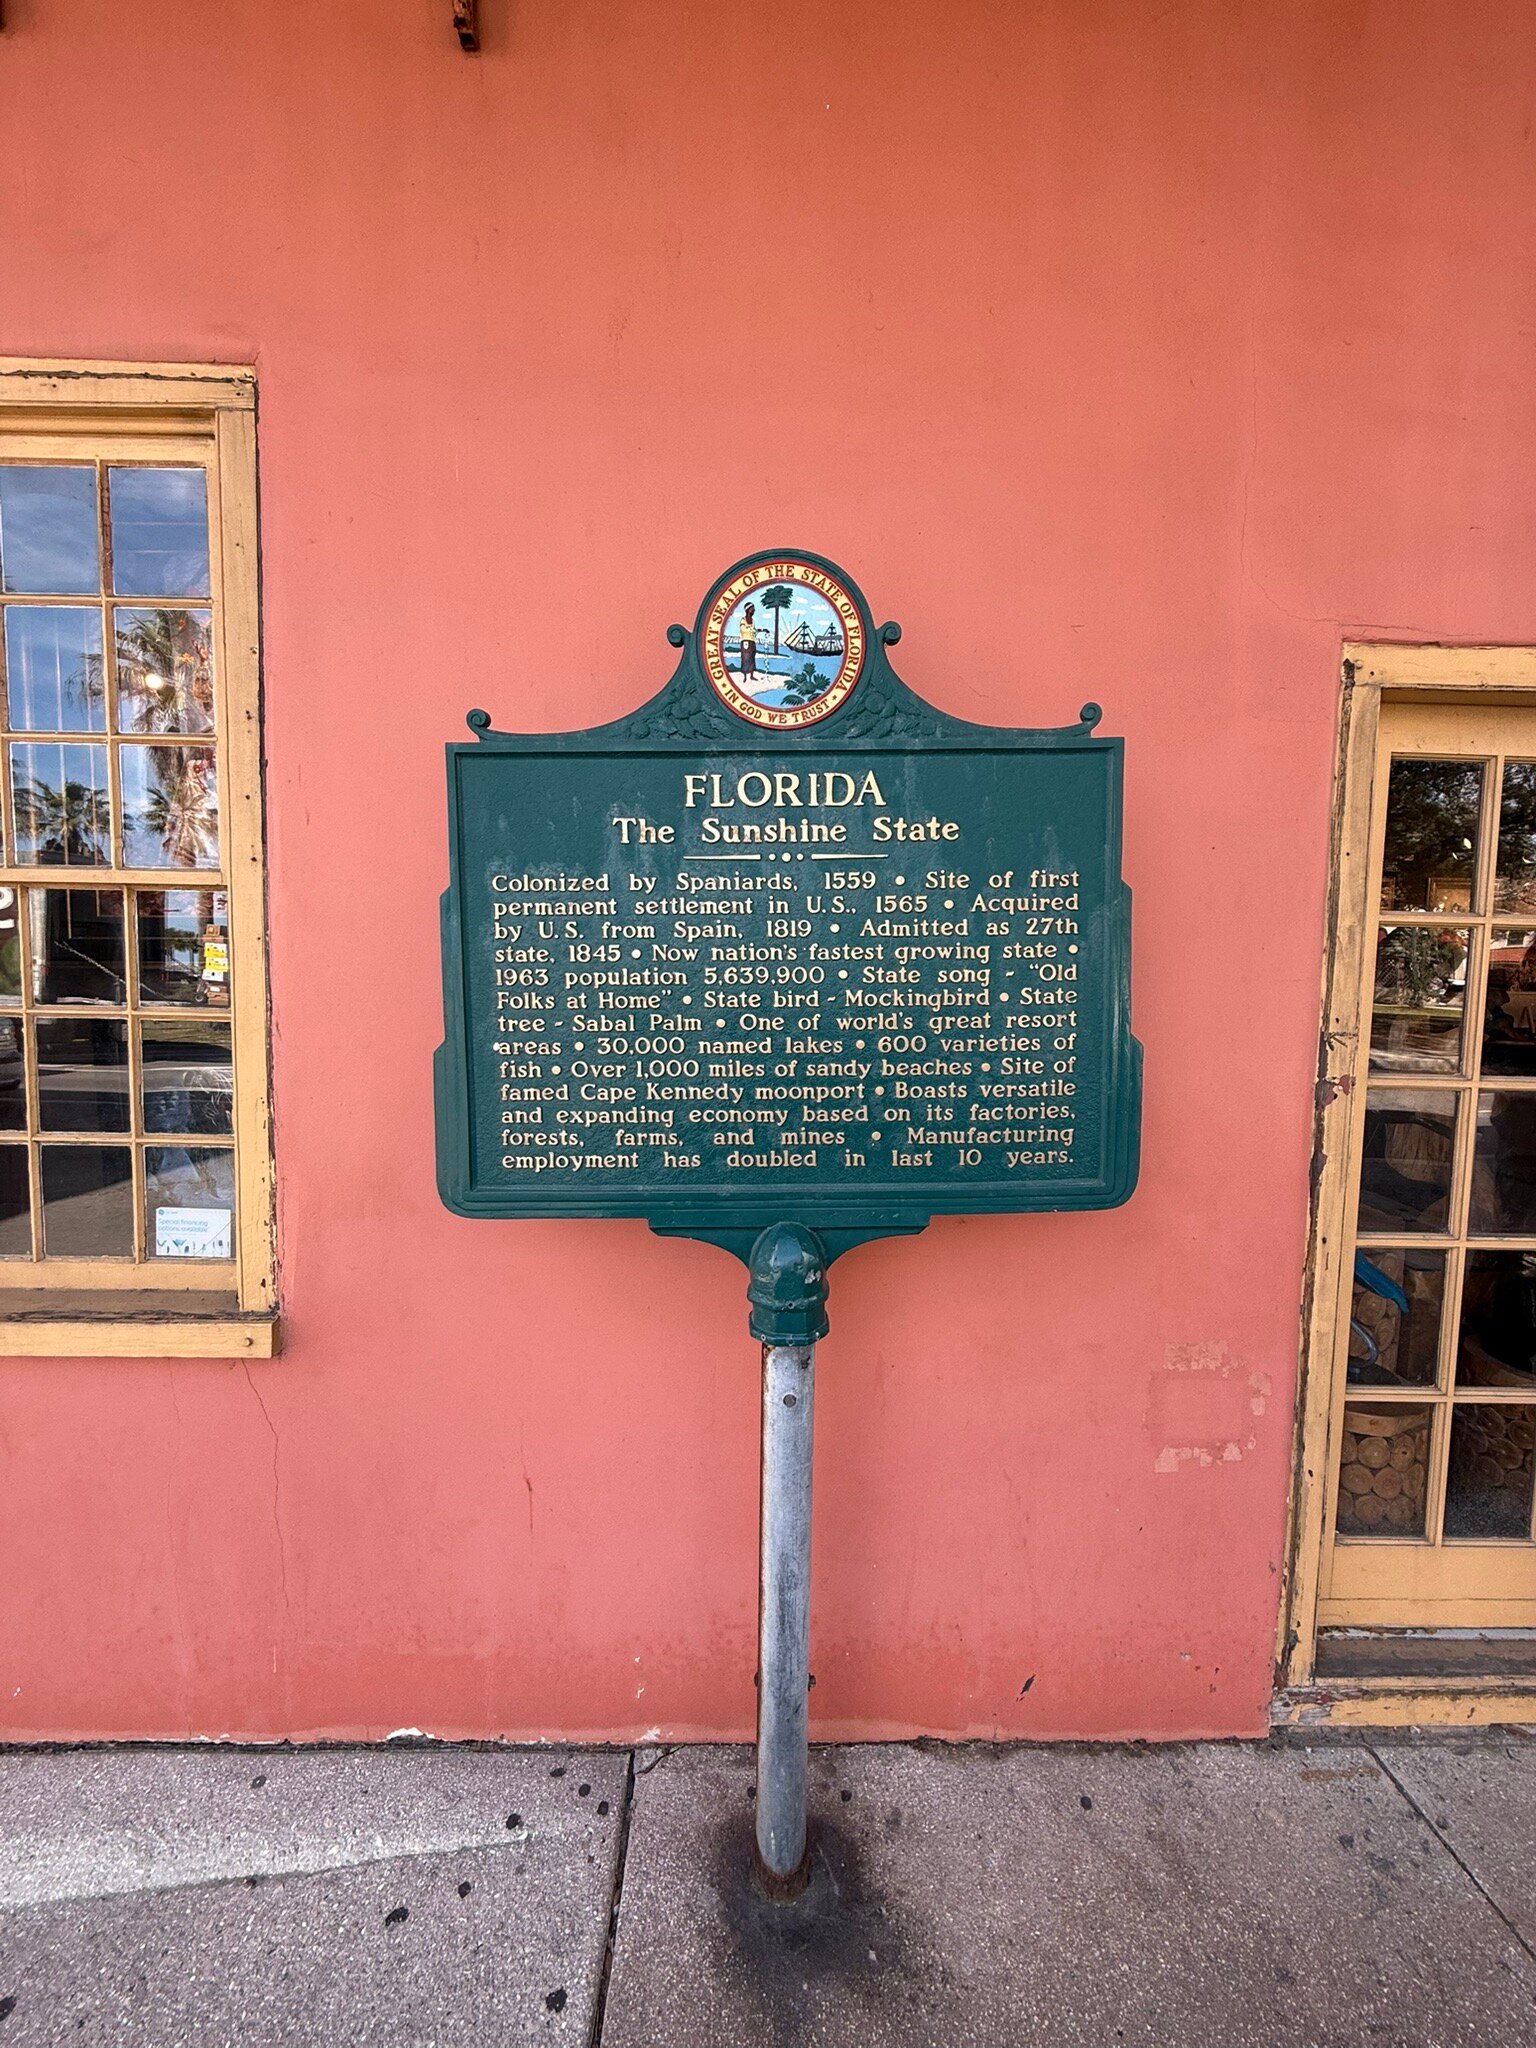 GREAT SEAL OF THE STATE OF FLORIDA
• IN GOD WE TRUST •
FLORIDA
The Sunshine State
Colonized by Spaniards, 1559 • Site of first
permanent settlement in U.S., 1565 • Acquired
by U.S. from Spain, 1819 • Admitted as 27th
state, 1845 • Now nation's fastest growing state •
1963 population 5,639,900 • State song - "Old
Folks at Home" • State bird - Mockingbird • State
tree - Sabal Palm • One of world's great resort
areas • 30,000 named lakes • 600 varieties of
fish • Over 1,000 miles of sandy beaches • Site of
famed Cape Kennedy moonport • Boasts versatile
and expanding economy based on its factories,
forests, farms, and mines • Manufacturing
employment has doubled in last 10 years.
Special financing
options available*